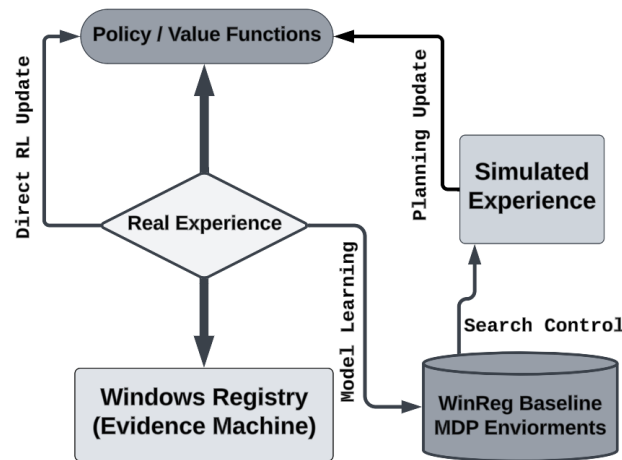 Policy / Value Functions
Direct RL Update
Planning Update
Simulated
Experience
Real Experience
Model Learning
Search Control
Windows Registry
(Evidence Machine)
WinReg Baseline
MDP Enviorments